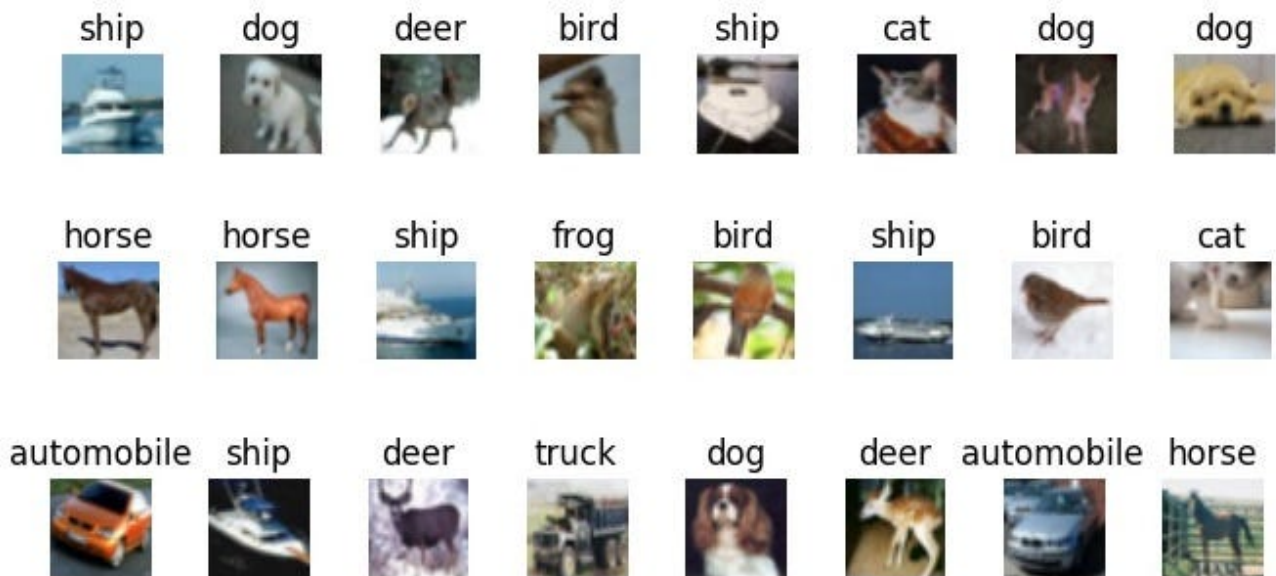 ship dog deer bird ship cat dog dog
horse horse ship frog bird ship bird cat
automobile ship deer truck dog deer automobile horse